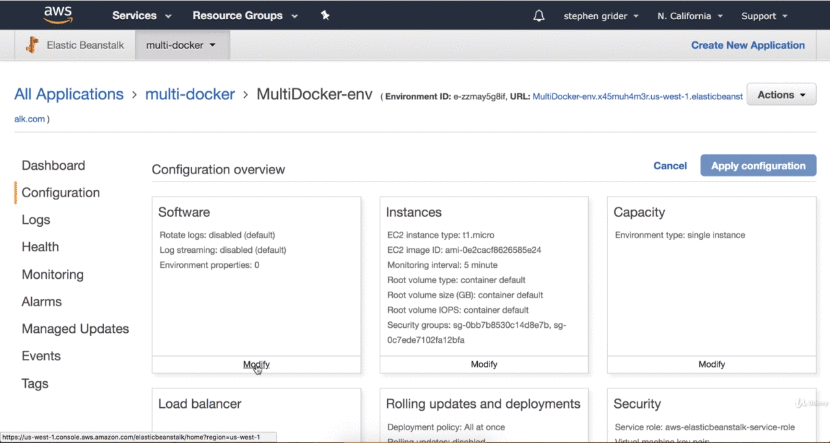 aws Services Resource Groups stephen grider N. California Support
Elastic Beanstalk multi-docker Create New Application
All Applications > multi-docker > MultiDocker-env ( Environment ID: e-zzmay5g8if, URL: MultiDocker-env.x45muh4m3r.us-west-1.elasticbeanst
alk.com ) Actions
Dashboard
Configuration
Logs
Health
Monitoring
Alarms
Managed Updates
Events
Tags
Configuration overview Cancel Apply configuration
Software
Rotate logs: disabled (default)
Log streaming: disabled (default)
Environment properties: 0
Modify
Instances
EC2 instance type: t1.micro
EC2 image ID: ami-0e2cacf8626585e24
Monitoring interval: 5 minute
Root volume type: container default
Root volume size (GB): container default
Root volume IOPS: container default
Security groups: sg-0bb7b8530c14d8e7b, sg-
0c7ede7102fa12bfa
Modify
Capacity
Environment type: single instance
Modify
Load balancer
Rolling updates and deployments
Deployment policy: All at once
Rolling updates: disabled
Security
Service role: aws-elasticbeanstalk-service-role
Virtual machine key pair:
Udemy
https://us-west-1.console.aws.amazon.com/elasticbeanstalk/home?region=us-west-1